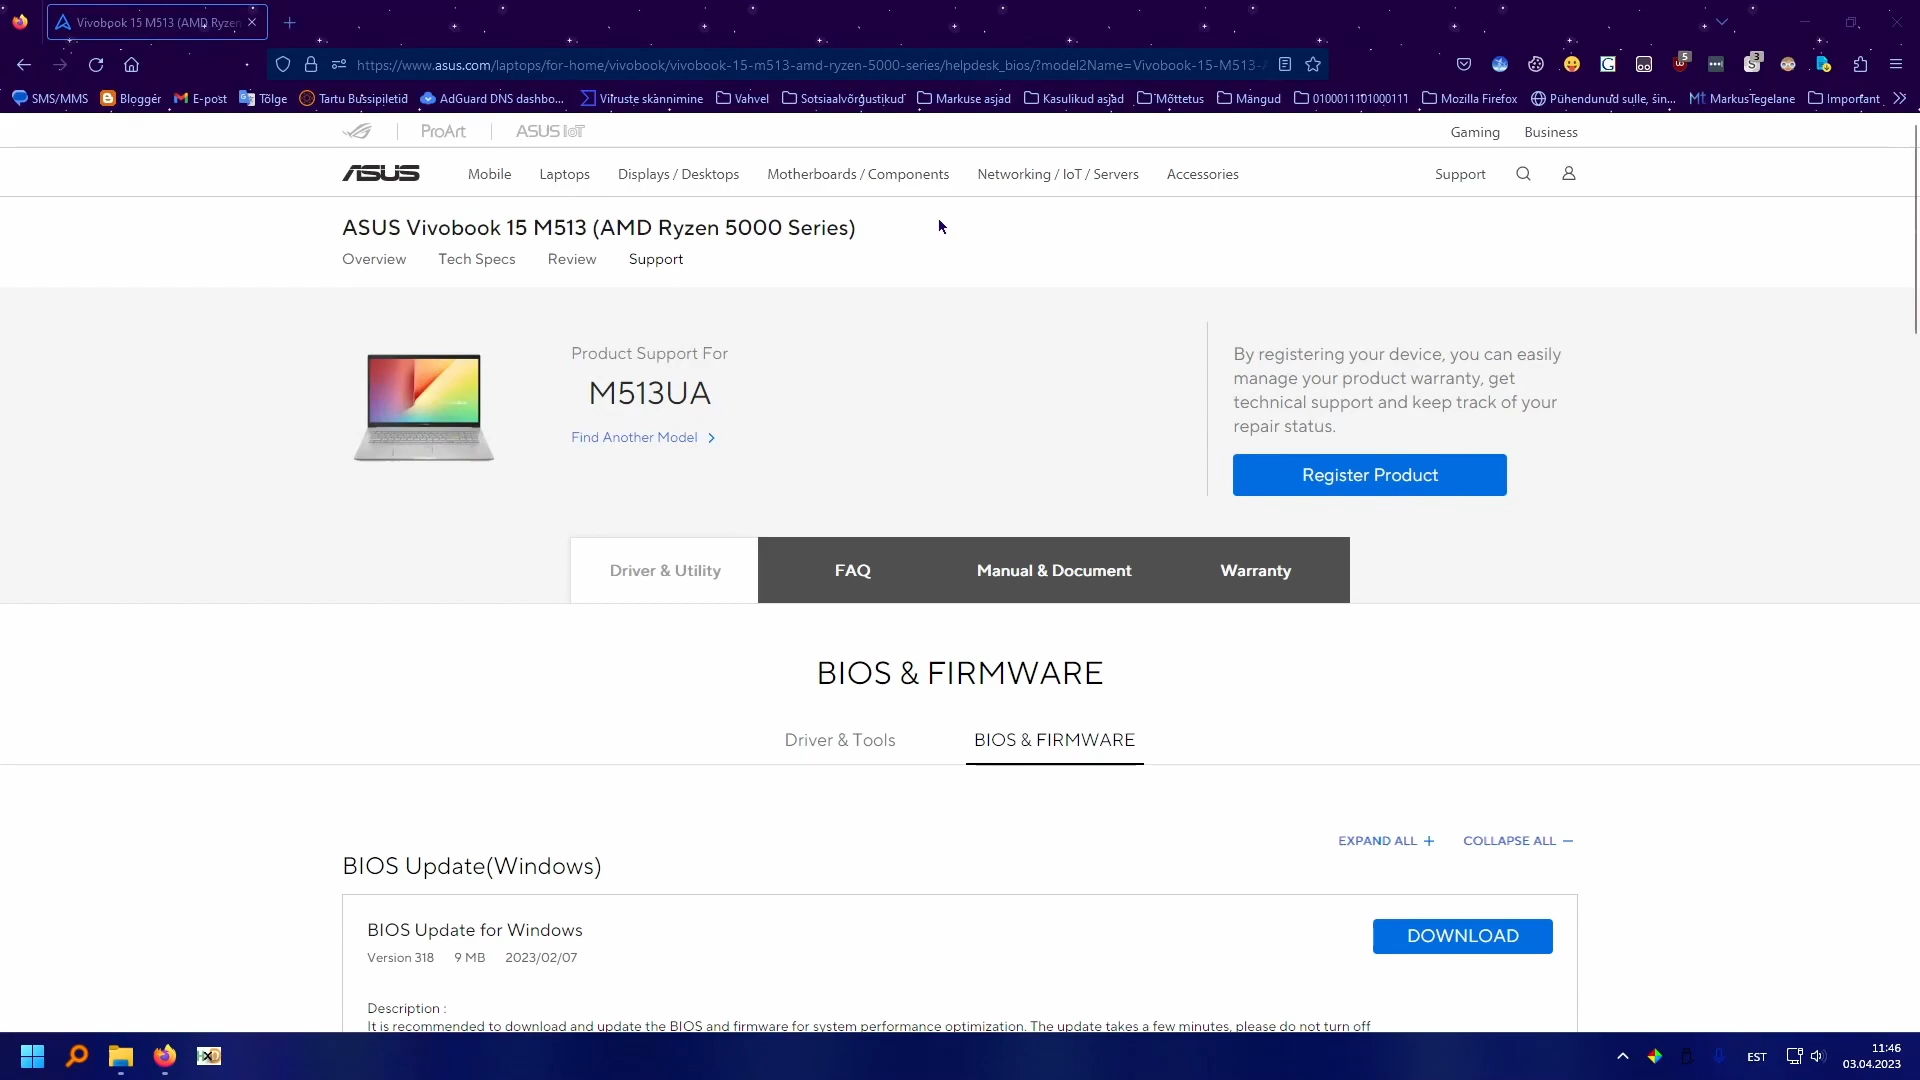 Vivobook 15 M513 (AMD Ryzen
https://www.asus.com/laptops/for-home/vivobook/vivobook-15-m513-amd-ryzen-5000-series/helpdesk_bios/?model2Name=Vivobook-15-M513-A
5
3
SMS/MMS
Blogger
E-post
Tõlge
Tartu Bussipiletid
AdGuard DNS dashbo...
Viiruste skännimine
Vahvel
Sotsiaalvõrgustikud
Markuse asjad
Kasulikud asjad
Mõttetus
Mängud
0100011101000111
Mozilla Firefox
Pühendunud sulle, sin...
Mt MarkusTegelane
Important
ProArt
ASUS IoT
Gaming
Business
ASUS
Mobile
Laptops
Displays / Desktops
Motherboards / Components
Networking / IoT / Servers
Accessories
Support
ASUS Vivobook 15 M513 (AMD Ryzen 5000 Series)
Overview
Tech Specs
Review
Support
Product Support For
M513UA
Find Another Model
By registering your device, you can easily
manage your product warranty, get
technical support and keep track of your
repair status.
Register Product
Driver & Utility
FAQ
Manual & Document
Warranty
BIOS & FIRMWARE
Driver & Tools
BIOS & FIRMWARE
EXPAND ALL +
COLLAPSE ALL −
BIOS Update(Windows)
BIOS Update for Windows
DOWNLOAD
Version 318
9 MB
2023/02/07
Description :
It is recommended to download and update the BIOS and firmware for system performance optimization. The update takes a few minutes, please do not turn off
EST
11:46
03.04.2023